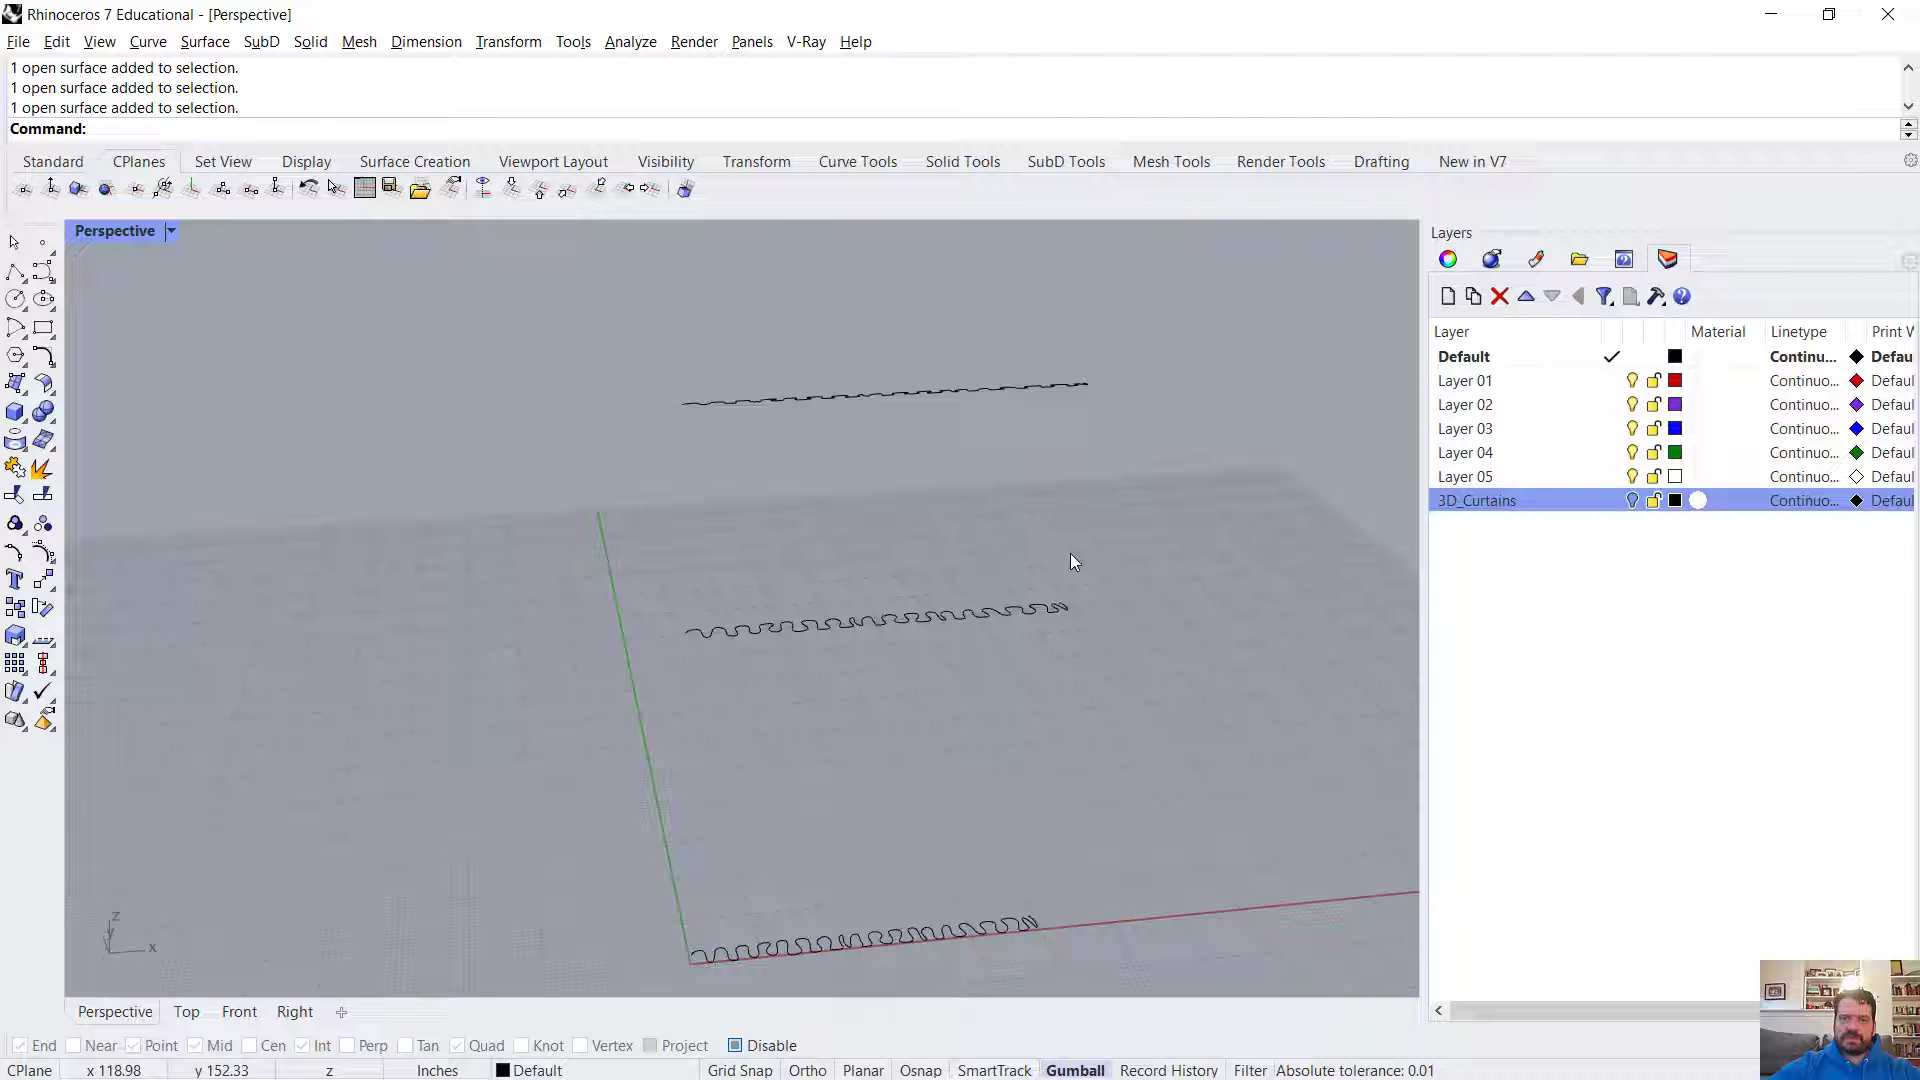 Rhinoceros 7 Educational - [Perspective]
File Edit View Curve Surface SubD Solid Mesh Dimension Transform Tools Analyze Render Panels V-Ray Help
1 open surface added to selection.
1 open surface added to selection.
1 open surface added to selection.
Command:
Standard CPlanes Set View Display Surface Creation Viewport Layout Visibility Transform Curve Tools Solid Tools SubD Tools Mesh Tools Render Tools Drafting New in V7
Perspective
Layers
Layer Material Linetype Print W
Default Continu... Defau
Layer 01 Continuo... Defaul
Layer 02 Continuo... Defaul
Layer 03 Continuo... Defaul
Layer 04 Continuo... Defaul
Layer 05 Continuo... Defaul
3D_Curtains Continuo... Defaul
z
x
Perspective Top Front Right
End Near Point Mid Cen Int Perp Tan Quad Knot Vertex Project Disable
CPlane x 118.98 y 152.33 z Inches Default Grid Snap Ortho Planar Osnap SmartTrack Gumball Record History Filter Absolute tolerance: 0.01